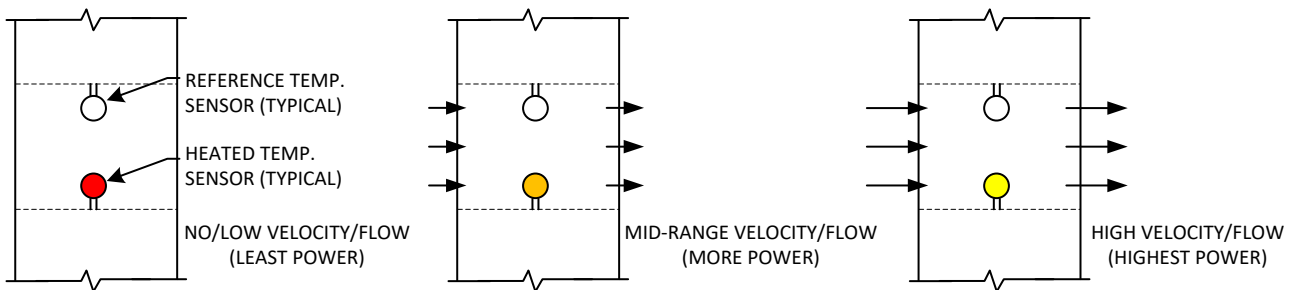 REFERENCE TEMP.
SENSOR (TYPICAL)
HEATED TEMP.
SENSOR (TYPICAL)
NO/LOW VELOCITY/FLOW
(LEAST POWER)
MID-RANGE VELOCITY/FLOW
(MORE POWER)
HIGH VELOCITY/FLOW
(HIGHEST POWER)